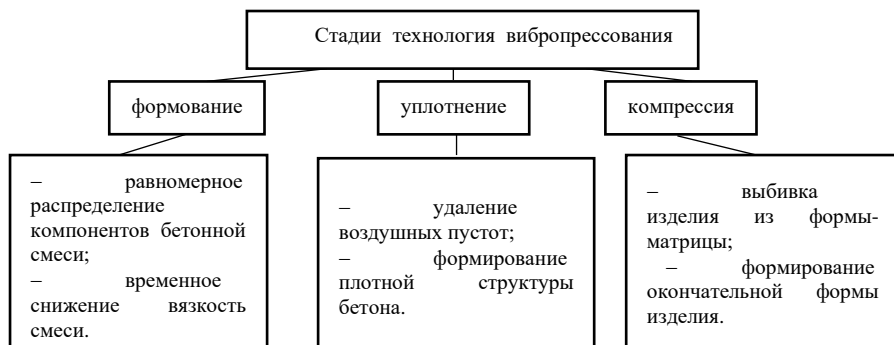 Стадии технология вибропрессования
формование
уплотнение
компрессия
– равномерное
распределение
компонентов бетонной
смеси;
– временное
снижение вязкость
смеси.
– удаление
воздушных пустот;
– формирование
плотной структуры
бетона.
– выбивка
изделия из формы-
матрицы;
– формирование
окончательной формы
изделия.